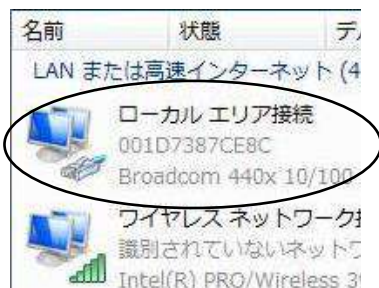 名前 状態 デ
LAN または高速インターネット (4
ローカル エリア接続
001D7387CE8C
Broadcom 440x 10/100
ワイヤレス ネットワーク
識別されていないネットワ
Intel(R) PRO/Wireless 39